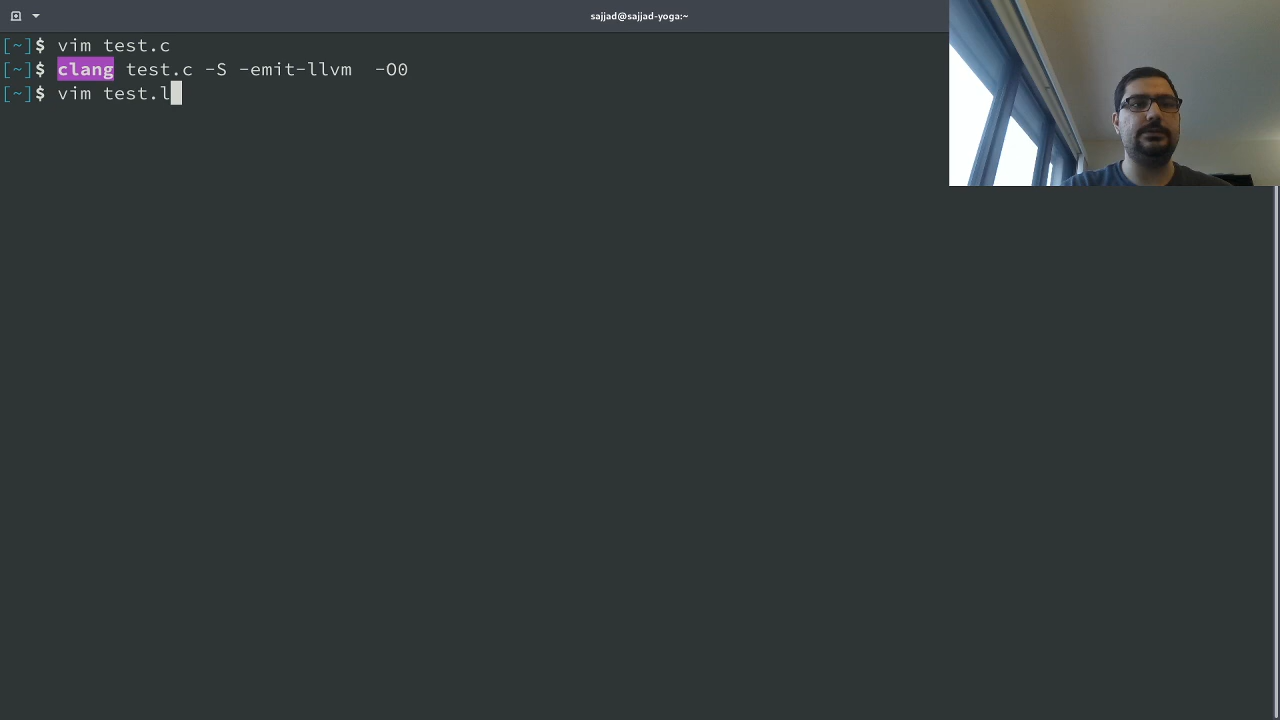 sajjad@sajjad-yoga:~
[~]$ vim test.c
[~]$ clang test.c -S -emit-llvm  -O0
[~]$ vim test.l